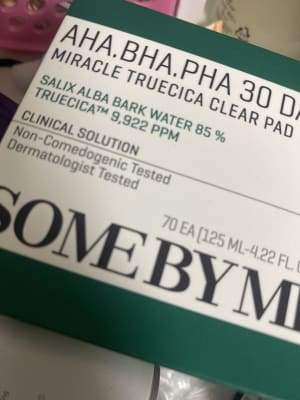 AHA.BHA.PHA 30 DA
MIRACLE TRUECICA CLEAR PAD
SALIX ALBA BARK WATER 85 %
TRUECICA™ 9,922 PPM
CLINICAL SOLUTION
Non-Comedogenic Tested
Dermatologist Tested
70 EA [125 ML-4.22 FL.
SOME BY MI